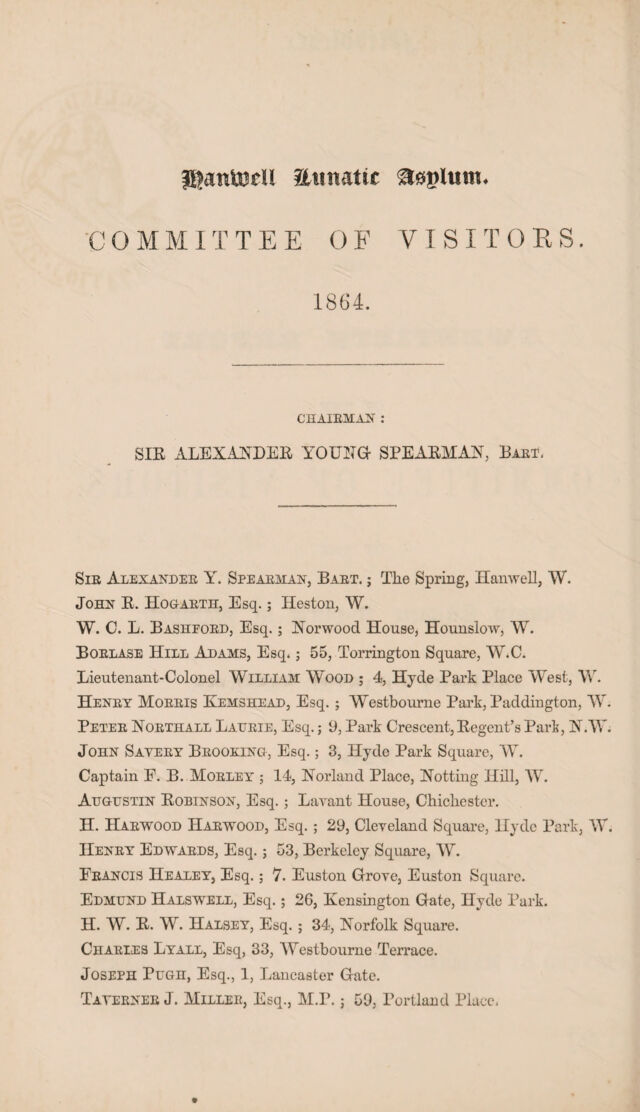 Hanwell Lunatic Asylum.
COMMITTEE OF VISITORS.
1864.
CHAIRMAN :
SIR ALEXANDER YOUNG SPEARMAN, BART.
SIR ALEXANDER Y. SPEARMAN, BART. ; The Spring, Hanwell, W.
JOHN R. HOGARTH, Esq. ; Heston, W.
W. C. L. BASHFORD, Esq. ; Norwood House, Hounslow, W.
BORLASE HILL ADAMS, Esq. ; 55, Torrington Square, W.C.
Lieutenant-Colonel WILLIAM WOOD ; 4, Hyde Park Place West, W.
HENRY MORRIS KEMSHEAD, Esq. ; Westbourne Park, Paddington, W.
PETER NORTHALL LAURIE, Esq. ; 9, Park Crescent, Regent's Park, N.W.
JOHN SAVERY BROOKING, Esq. ; 3, Hyde Park Square, W.
Captain F. B. MORLEY ; 14, Norland Place, Notting Hill, W.
AUGUSTIN ROBINSON, Esq. ; Lavant House, Chichester.
H. HARWOOD HARWOOD, Esq. ; 29, Cleveland Square, Hyde Park, W.
HENRY EDWARDS, Esq. ; 53, Berkeley Square, W.
FRANCIS HEALEY, Esq. ; 7. Euston Grove, Euston Square.
EDMUND HALSWELL, Esq. ; 26, Kensington Gate, Hyde Park.
H. W. R. W. HALSEY, Esq. ; 34, Norfolk Square.
CHARLES LYALL, Esq, 33, Westbourne Terrace.
JOSEPH PUGH, Esq., 1, Lancaster Gate.
TAVERNER J. MILLER, Esq., M.P. ; 59, Portland Place.